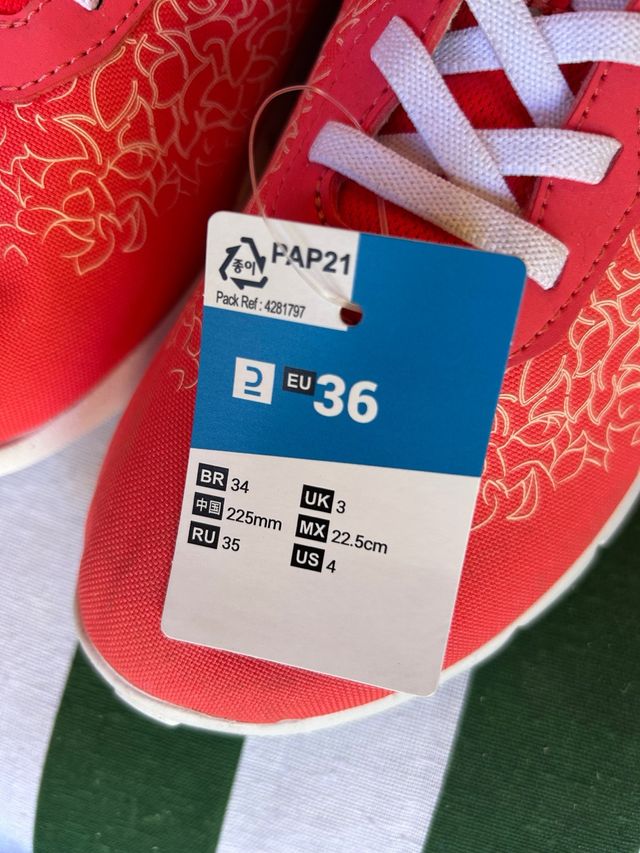 종이
PAP21
Pack Ref : 4281797
EU 36
BR 34
中国 225mm
RU 35
UK 3
MX 22.5cm
US 4